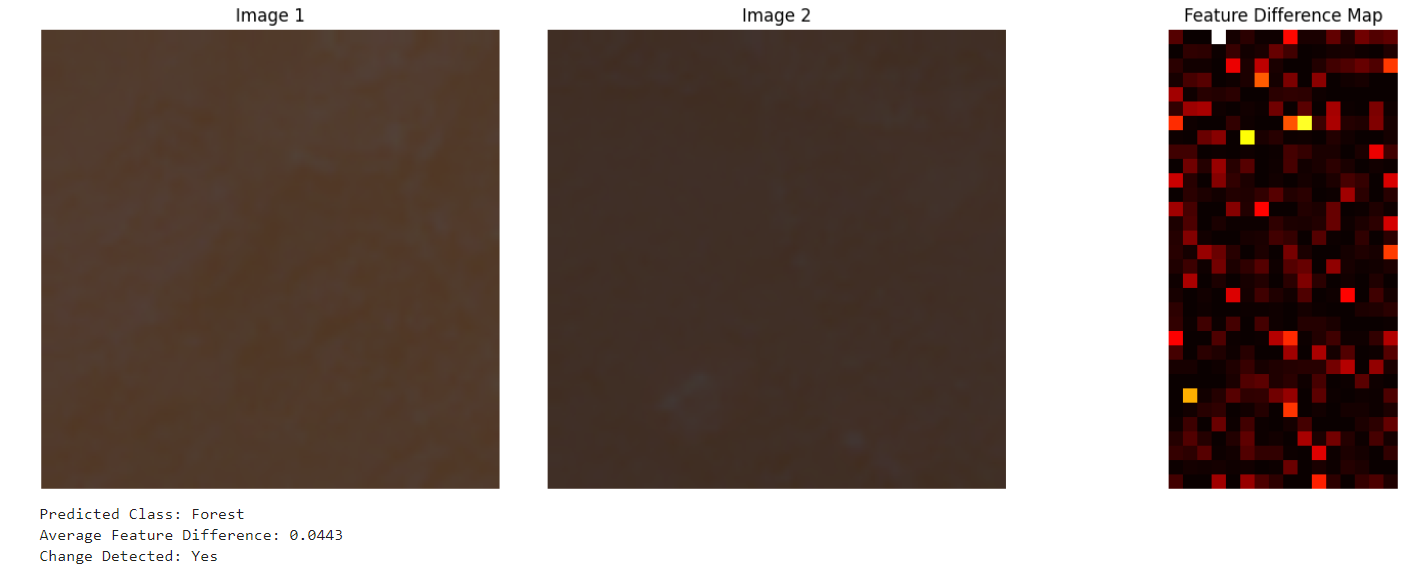 Image 1
Image 2
Feature Difference Map
Predicted Class: Forest
Average Feature Difference: 0.0443
Change Detected: Yes